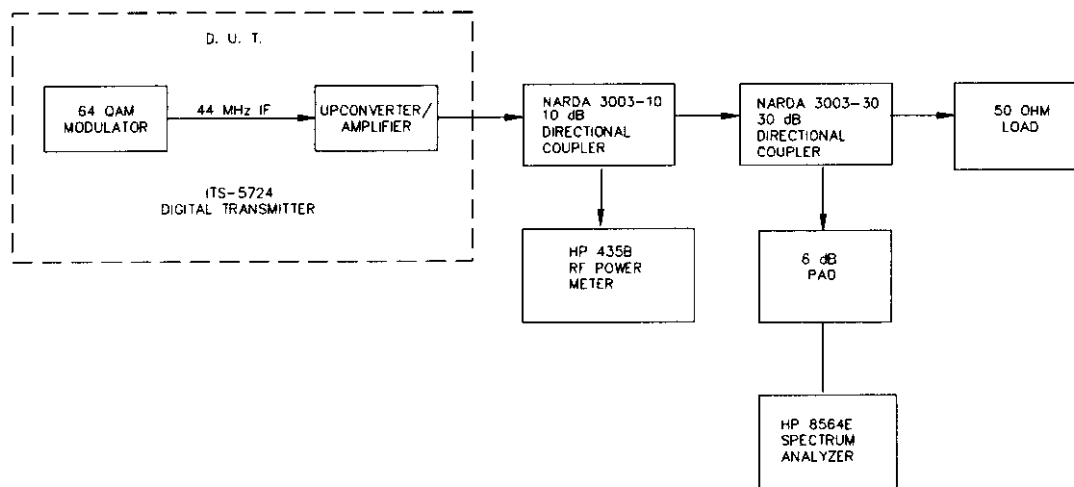 D. U. T.
64 QAM
MODULATOR
44 MHz IF
UPCONVERTER/
AMPLIFIER
ITS-5724
DIGITAL TRANSMITTER
NARDA 3003-10
10 dB
DIRECTIONAL
COUPLER
NARDA 3003-30
30 dB
DIRECTIONAL
COUPLER
50 OHM
LOAD
HP 435B
RF POWER
METER
6 dB
PAD
HP 8564E
SPECTRUM
ANALYZER